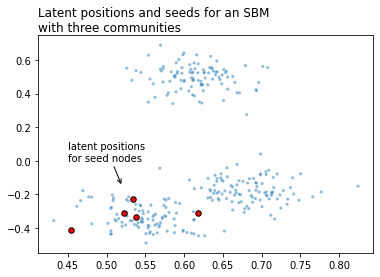 Latent positions and seeds for an SBM
with three communities
0.6
0.4
0.2
0.0
−0.2
−0.4
latent positions
for seed nodes
0.45 0.50 0.55 0.60 0.65 0.70 0.75 0.80